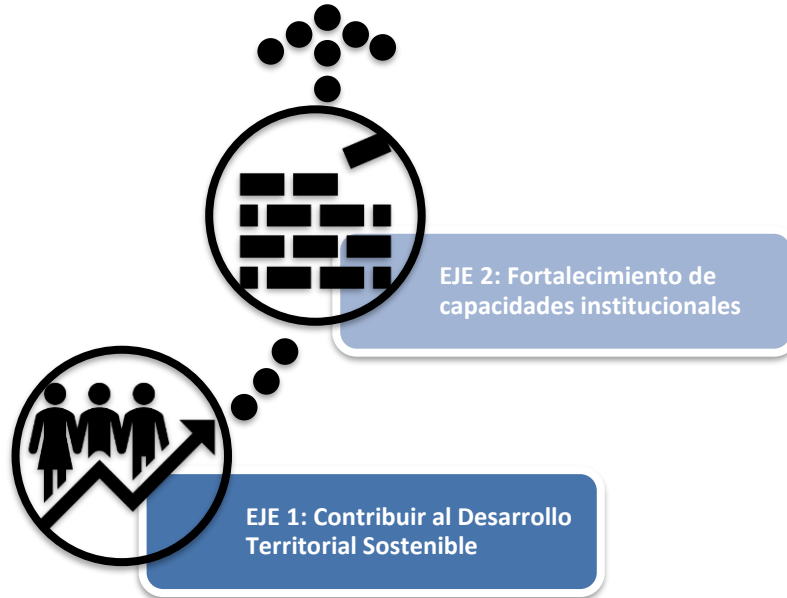 EJE 2: Fortalecimiento de
capacidades institucionales
EJE 1: Contribuir al Desarrollo
Territorial Sostenible